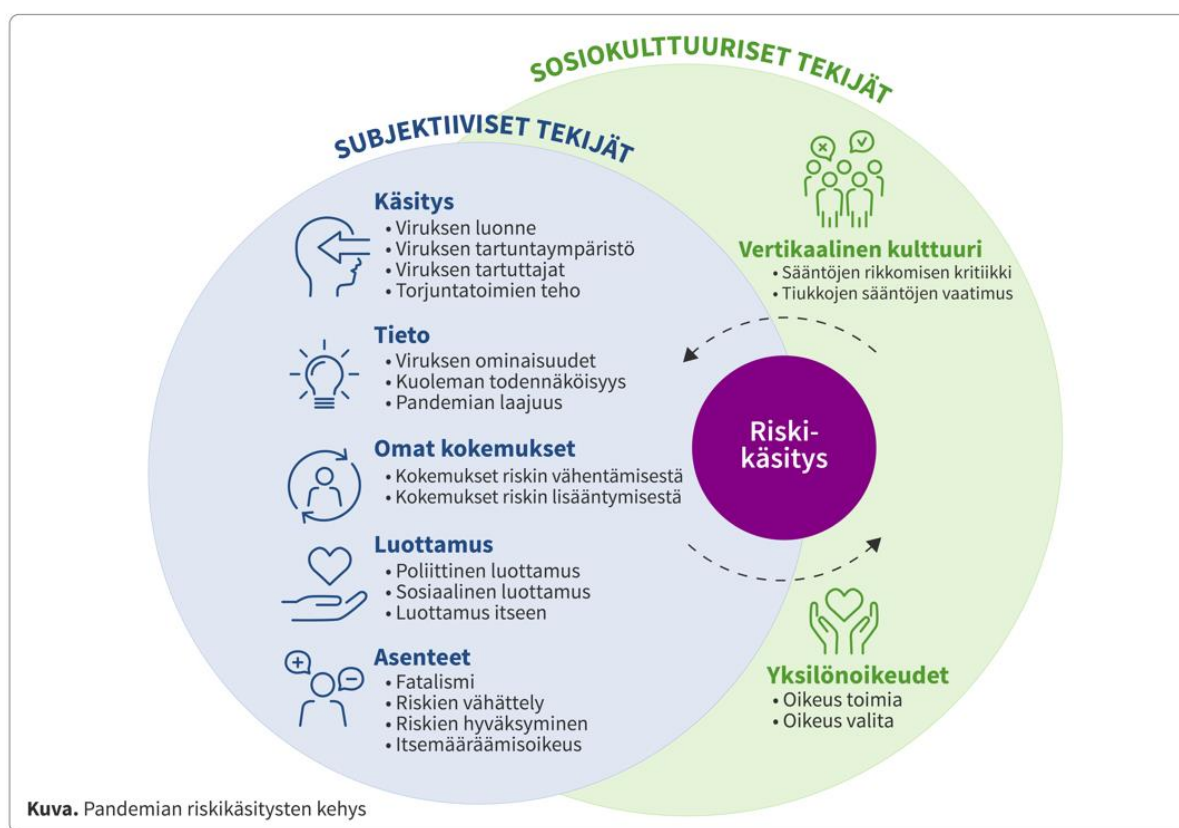 SOSIOKULTTUURISET TEKIJÄT
SUBJEKTIIVISET TEKIJÄT
Käsitys
• Viruksen luonne
• Viruksen tartuntaympäristö
• Viruksen tartuttajat
• Torjuntatoimien teho
Tieto
• Viruksen ominaisuudet
• Kuoleman todennäköisyys
• Pandemian laajuus
Omat kokemukset
• Kokemukset riskin vähentämisestä
• Kokemukset riskin lisääntymisestä
Luottamus
• Poliittinen luottamus
• Sosiaalinen luottamus
• Luottamus itseen
Asenteet
• Fatalismi
• Riskien vähättely
• Riskien hyväksyminen
• Itsemääräämisoikeus
Vertikaalinen kulttuuri
• Sääntöjen rikkomisen kritiikki
• Tiukkojen sääntöjen vaatimus
Riski-
käsitys
Yksilönoikeudet
• Oikeus toimia
• Oikeus valita
Kuva. Pandemian riskikäsitysten kehys